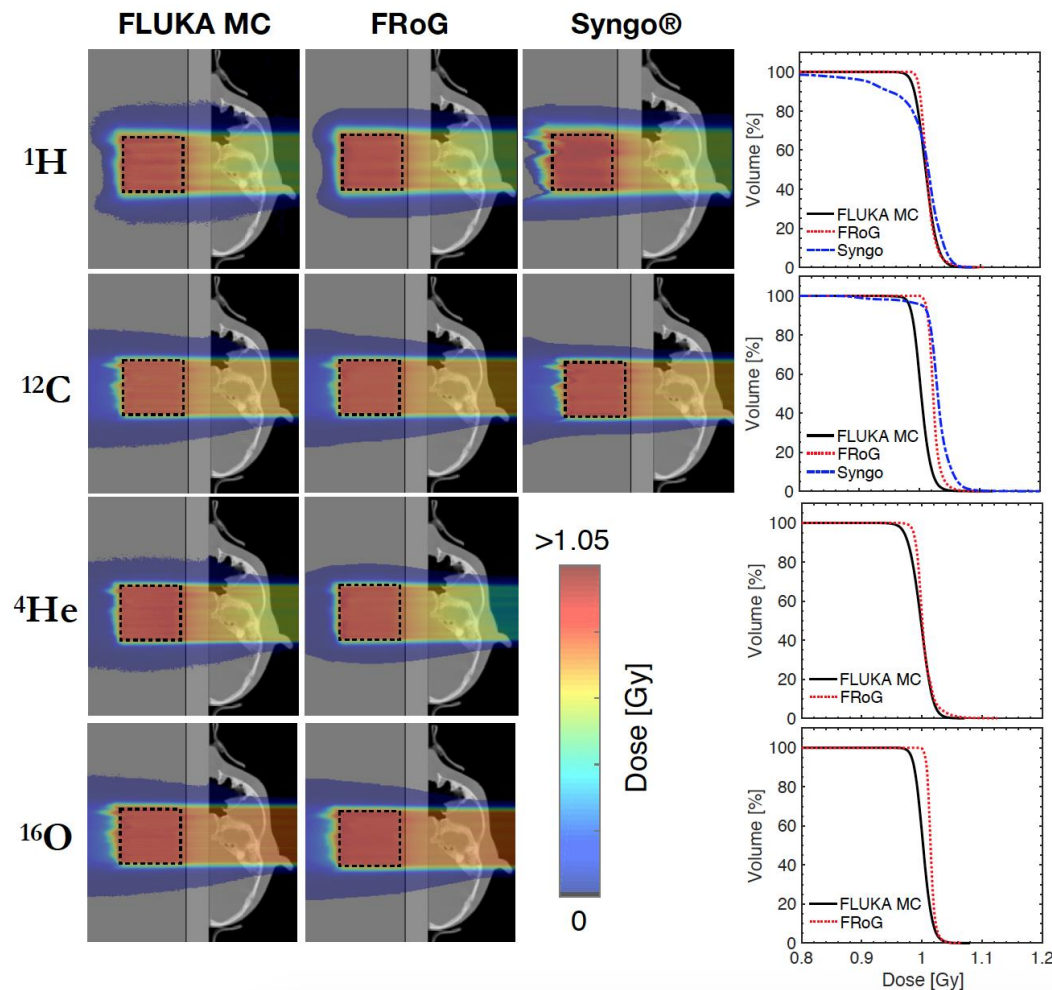 FLUKA MC FRoG Syngo®
¹H
¹²C
⁴He
¹⁶O
>1.05
Dose [Gy]
0
Volume [%]
100
80
60
40
20
0
FLUKA MC
FRoG
Syngo
Volume [%]
100
80
60
40
20
0
FLUKA MC
FRoG
Syngo
Volume [%]
100
80
60
40
20
0
FLUKA MC
FRoG
Volume [%]
100
80
60
40
20
0
FLUKA MC
FRoG
0.8 0.9 1 1.1 1.2
Dose [Gy]